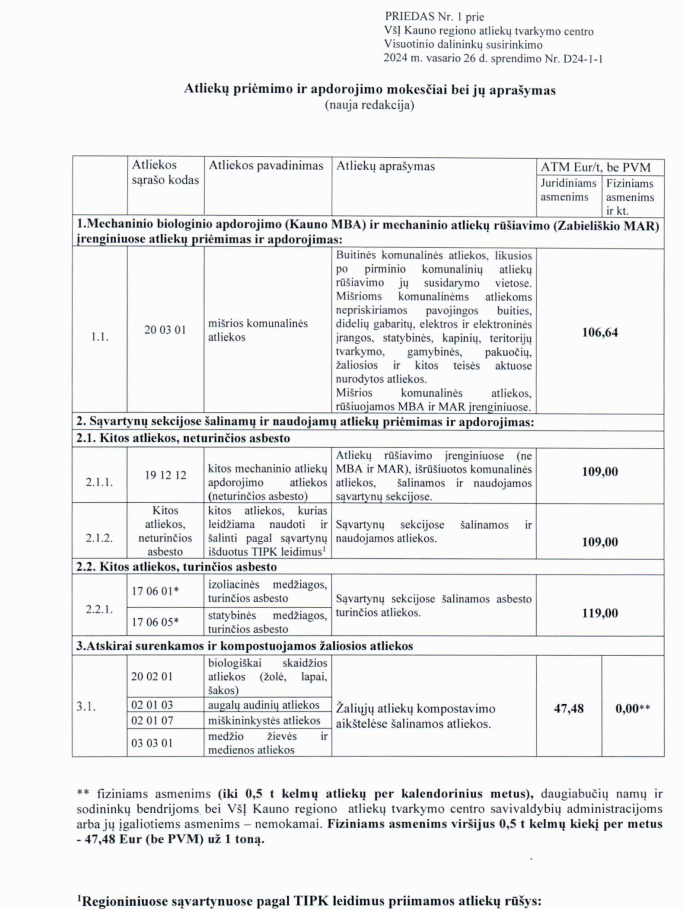 PRIEDAS Nr. 1 prie
VšĮ Kauno regiono atliekų tvarkymo centro
Visuotinio dalininkų susirinkimo
2024 m. vasario 26 d. sprendimo Nr. D24-1-1
Atliekų priėmimo ir apdorojimo mokesčiai bei jų aprašymas
(nauja redakcija)
Atliekos
sąrašo kodas
Atliekos pavadinimas
Atliekų aprašymas
ATM Eur/t, be PVM
Juridiniams
asmenims
Fiziniams
asmenims
ir kt.
1.Mechaninio biologinio apdorojimo (Kauno MBA) ir mechaninio atliekų rūšiavimo (Zabieliškio MAR)
įrenginiuose atliekų priėmimas ir apdorojimas:
1.1.
20 03 01
mišrios komunalinės
atliekos
Buitinės komunalinės atliekos, likusios
po pirminio komunalinių atliekų
rūšiavimo jų susidarymo vietose.
Mišrioms komunalinėms atliekoms
nepriskiriamos pavojingos buities,
didelių gabaritų, elektros ir elektroninės
įrangos, statybinės, kapinių, teritorijų
tvarkymo, gamybinės, pakuočių,
žaliosios ir kitos teisės aktuose
nurodytos atliekos.
Mišrios komunalinės atliekos,
rūšiuojamos MBA ir MAR įrenginiuose.
106,64
2. Sąvartynų sekcijose šalinamų ir naudojamų atliekų priėmimas ir apdorojimas:
2.1. Kitos atliekos, neturinčios asbesto
2.1.1.
19 12 12
kitos mechaninio atliekų
apdorojimo atliekos
(neturinčios asbesto)
Atliekų rūšiavimo įrenginiuose (ne
MBA ir MAR), išrūšiuotos komunalinės
atliekos, šalinamos ir naudojamos
sąvartynų sekcijose.
109,00
2.1.2.
Kitos
atliekos,
neturinčios
asbesto
kitos atliekos, kurias
leidžiama naudoti ir
šalinti pagal sąvartynų
išduotus TIPK leidimus¹
Sąvartynų sekcijose šalinamos ir
naudojamos atliekos.
109,00
2.2. Kitos atliekos, turinčios asbesto
2.2.1.
17 06 01*
izoliacinės medžiagos,
turinčios asbesto
17 06 05*
statybinės medžiagos,
turinčios asbesto
Sąvartynų sekcijose šalinamos asbesto
turinčios atliekos.
119,00
3.Atskirai surenkamos ir kompostuojamos žaliosios atliekos
3.1.
20 02 01
biologiškai skaidžios
atliekos (žolė, lapai,
šakos)
02 01 03
augalų audinių atliekos
02 01 07
miškininkystės atliekos
03 03 01
medžio žievės ir
medienos atliekos
Žaliųjų atliekų kompostavimo
aikštelėse šalinamos atliekos.
47,48
0,00**
** fiziniams asmenims (iki 0,5 t kelmų atliekų per kalendorinius metus), daugiabučių namų ir
sodininkų bendrijoms bei VšĮ Kauno regiono atliekų tvarkymo centro savivaldybių administracijoms
arba jų įgaliotiems asmenims – nemokamai. Fiziniams asmenims viršijus 0,5 t kelmų kiekį per metus
- 47,48 Eur (be PVM) už 1 toną.
¹Regioniniuose sąvartynuose pagal TIPK leidimus priimamos atliekų rūšys: